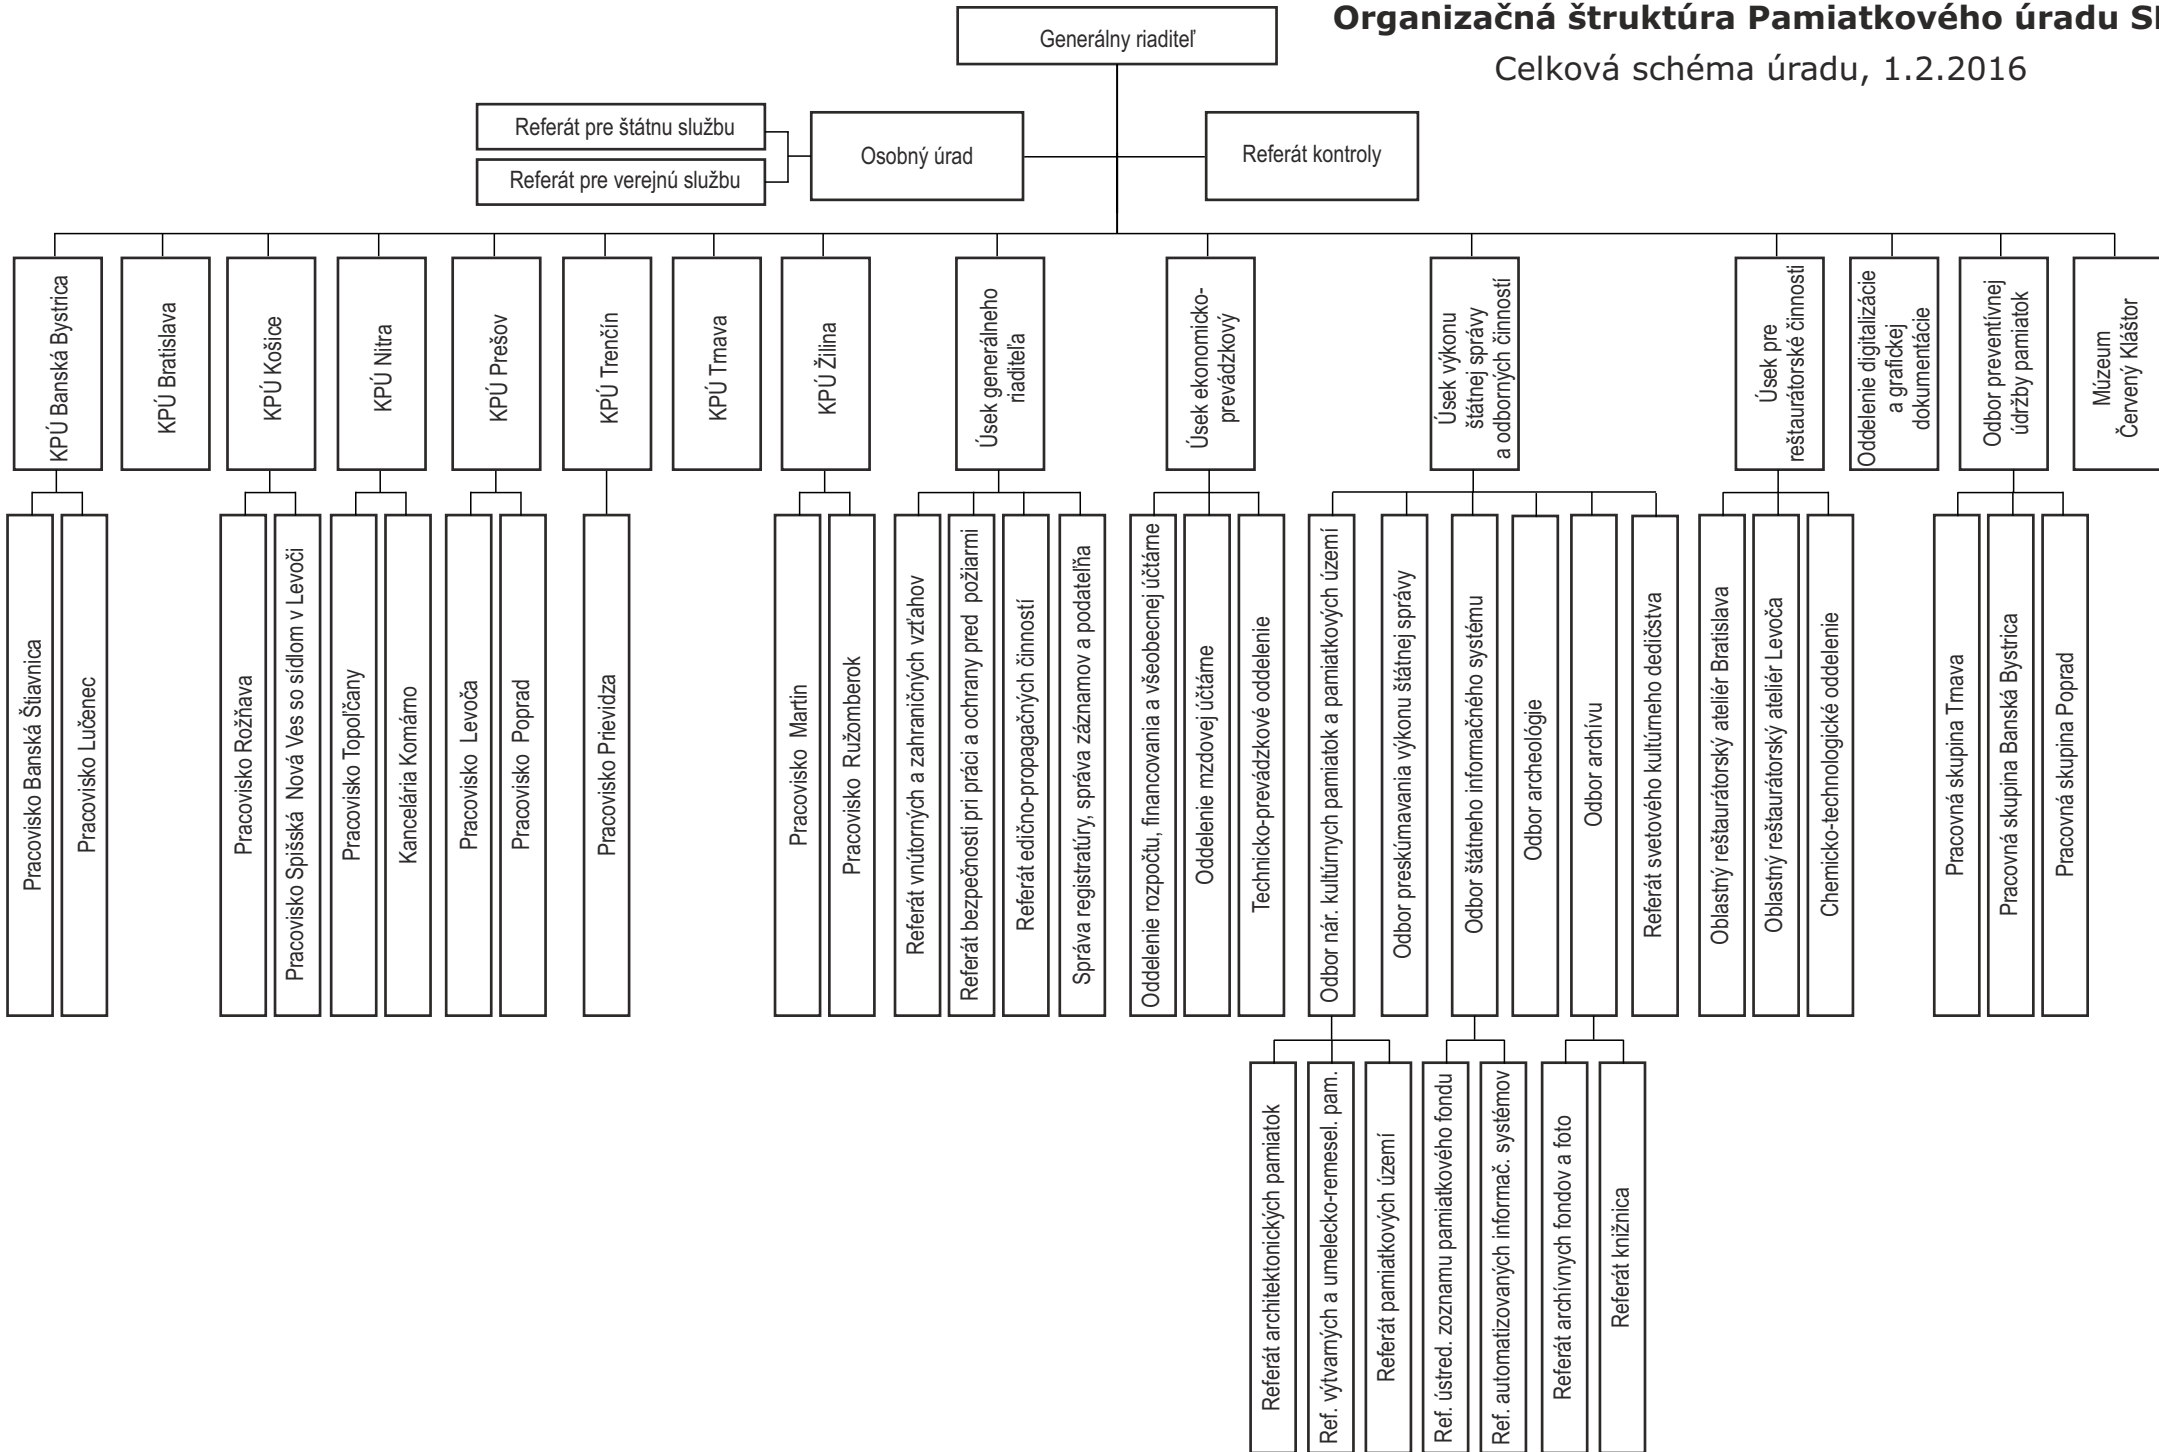 Organizačná štruktúra Pamiatkového úradu S
Celková schéma úradu, 1.2.2016
Generálny riaditeľ
Referát pre štátnu službu
Referát pre verejnú službu
Osobný úrad
Referát kontroly
KPÚ Banská Bystrica
KPÚ Bratislava
KPÚ Košice
KPÚ Nitra
KPÚ Prešov
KPÚ Trenčín
KPÚ Trnava
KPÚ Žilina
Úsek generálneho
riaditeľa
Úsek ekonomicko-
prevádzkový
Úsek výkonu
štátnej správy
a odborných činností
Úsek pre
reštaurátorské činnosti
Oddelenie digitalizácie
a grafickej
dokumentácie
Odbor preventívnej
údržby pamiatok
Múzeum
Červený Kláštor
Pracovisko Banská Štiavnica
Pracovisko Lučenec
Pracovisko Rožňava
Pracovisko Spišská Nová Ves so sídlom v Levoči
Pracovisko Topoľčany
Kancelária Komárno
Pracovisko Levoča
Pracovisko Poprad
Pracovisko Prievidza
Pracovisko Martin
Pracovisko Ružomberok
Referát vnútorných a zahraničných vzťahov
Referát bezpečnosti pri práci a ochrany pred požiarmi
Referát edično-propagačných činností
Správa registratúry, správa záznamov a podateľňa
Oddelenie rozpočtu, financovania a všeobecnej účtárne
Oddelenie mzdovej účtárne
Technicko-prevádzkové oddelenie
Odbor nár. kultúrnych pamiatok a pamiatkových území
Odbor preskúmavania výkonu štátnej správy
Odbor štátneho informačného systému
Odbor archeológie
Odbor archívu
Referát svetového kultúrneho dedičstva
Oblastný reštaurátorský ateliér Bratislava
Oblastný reštaurátorský ateliér Levoča
Chemicko-technologické oddelenie
Pracovná skupina Trnava
Pracovná skupina Banská Bystrica
Pracovná skupina Poprad
Referát architektonických pamiatok
Ref. výtvarných a umelecko-remesel. pam.
Referát pamiatkových území
Ref. ústred. zoznamu pamiatkového fondu
Ref. automatizovaných informač. systémov
Referát archívnych fondov a foto
Referát knižnica